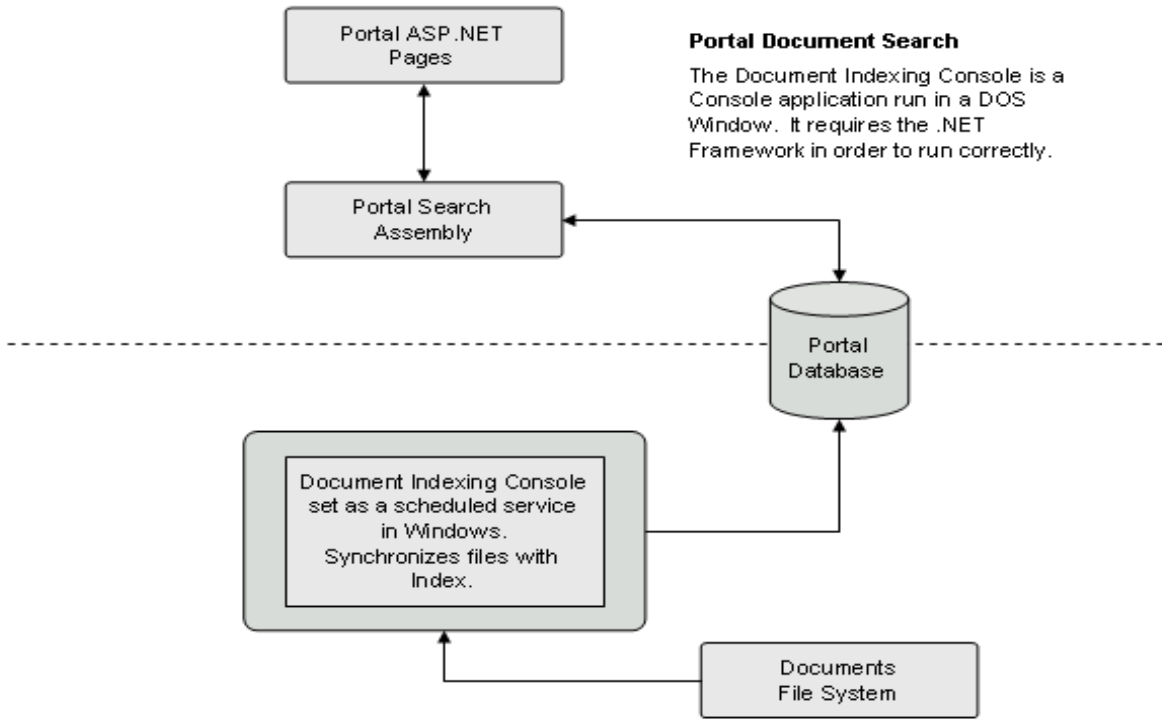 Portal ASP.NET
Pages
Portal Document Search
The Document Indexing Console is a
Console application run in a DOS
Window. It requires the .NET
Framework in order to run correctly.
Portal Search
Assembly
Portal
Database
Document Indexing Console
set as a scheduled service
in Windows.
Synchronizes files with
Index.
Documents
File System